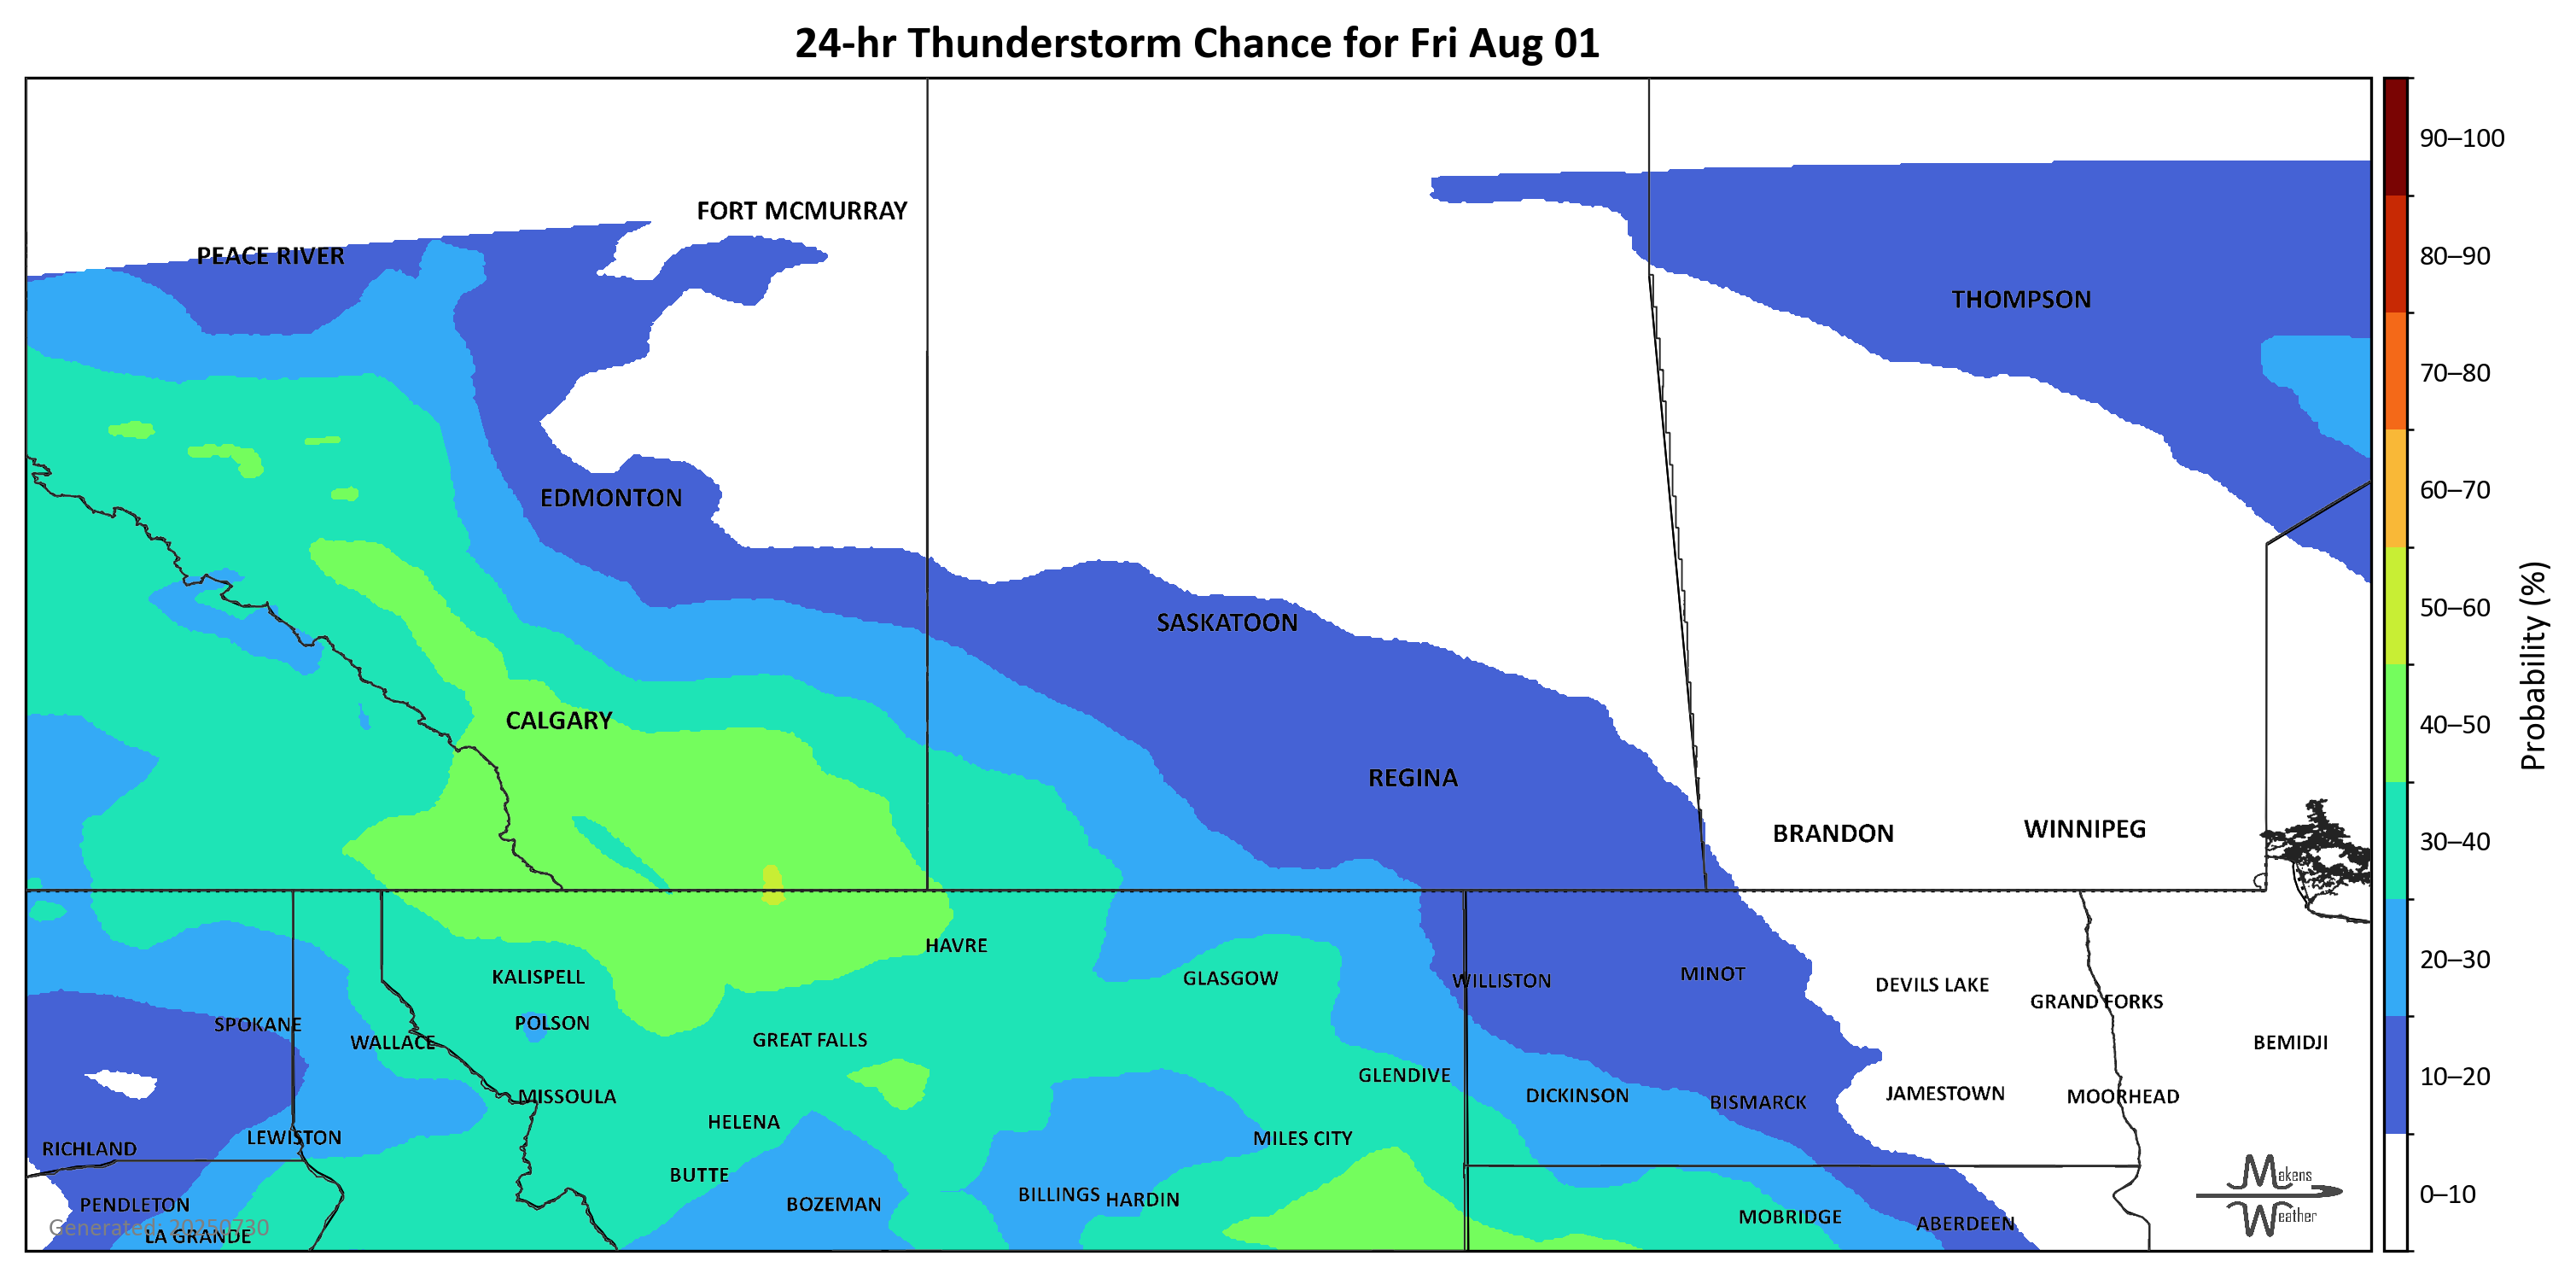 24-hr Thunderstorm Chance for Fri Aug 01
90–100
FORT MCMURRAY
PEACE RIVER
80–90
THOMPSON
70–80
EDMONTON
60–70
SASKATOON
50–60
CALGARY
40–50
REGINA
Probability (%)
BRANDON
WINNIPEG
30–40
HAVRE
KALISPELL
GLASGOW
WILLISTON
MINOT
DEVILS LAKE
20–30
GRAND FORKS
SPOKANE
POLSON
WALLACE
GREAT FALLS
BEMIDJI
GLENDIVE
10–20
MISSOULA
DICKINSON
BISMARCK
JAMESTOWN
MOORHEAD
HELENA
LEWISTON
MILES CITY
RICHLAND
BUTTE
Makens
Weather
BILLINGS
HARDIN
0–10
PENDLETON
BOZEMAN
MOBRIDGE
ABERDEEN
Generated: 20250730
LA GRANDE